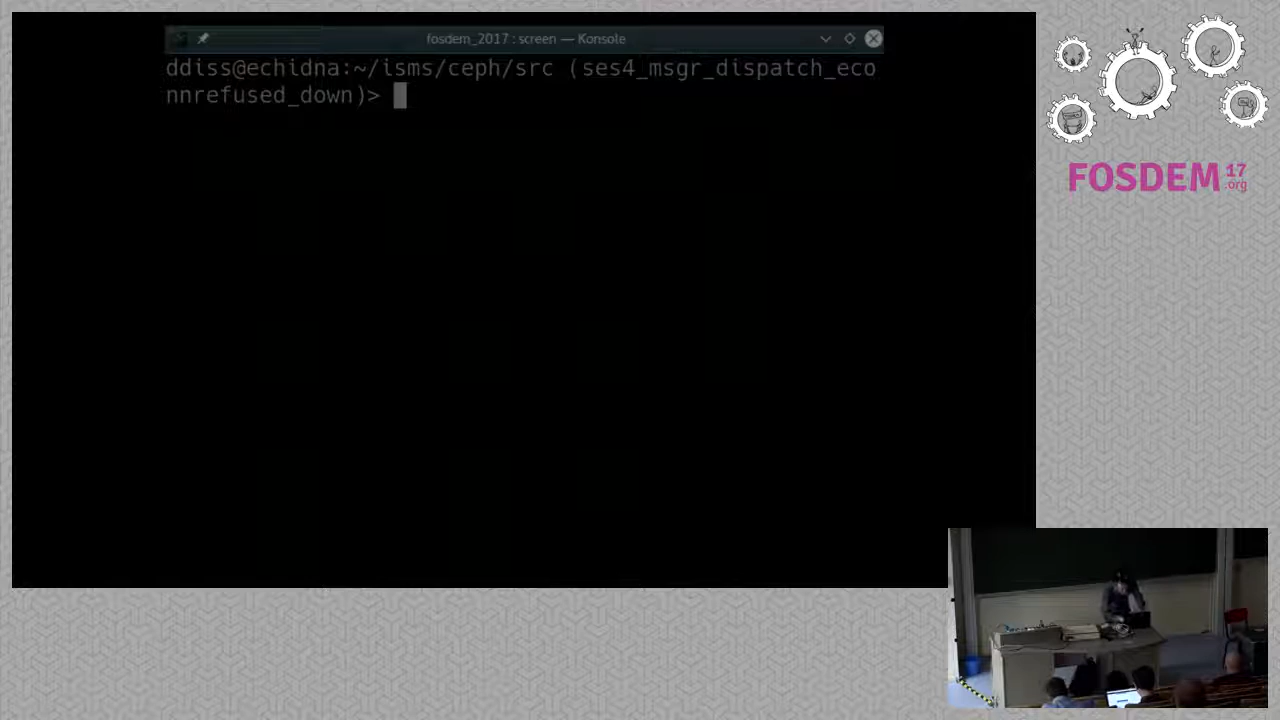 fosdem_2017 : screen — Konsole
ddiss@echidna:~/isms/ceph/src (ses4_msgr_dispatch_eco
nnrefused_down)>
FOSDEM 17
.org